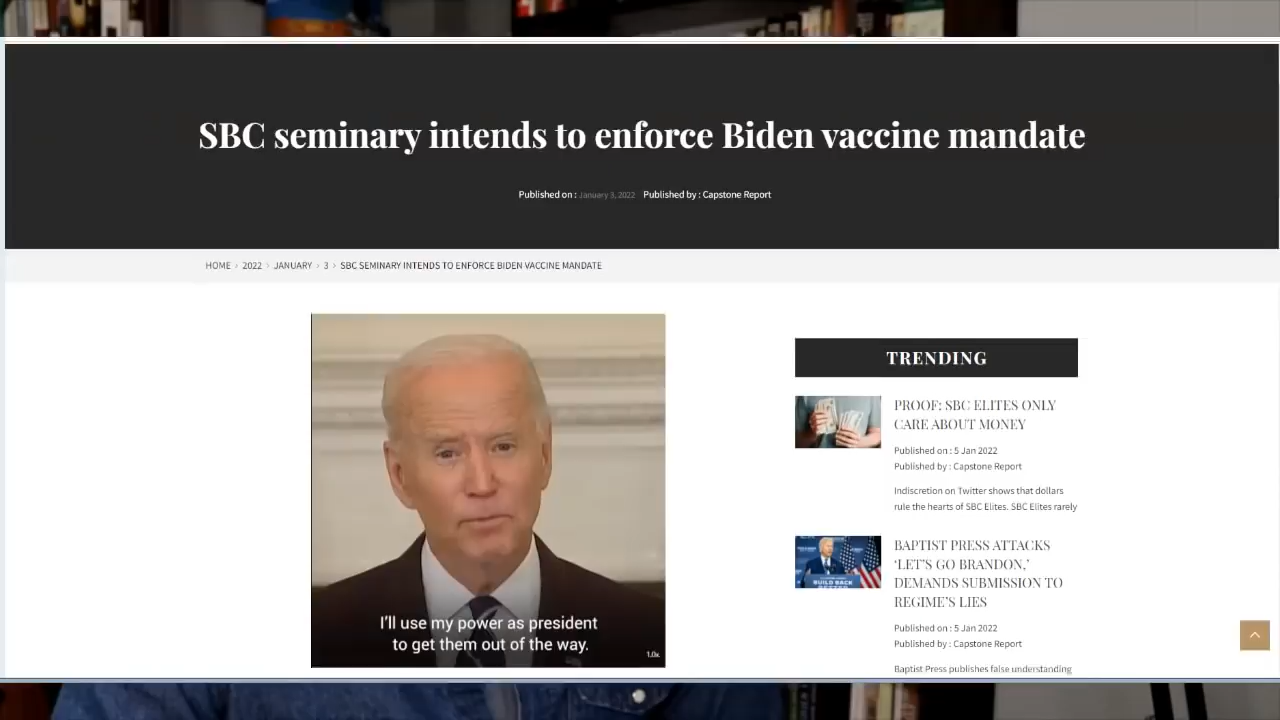 SBC seminary intends to enforce Biden vaccine mandate
Published on : January 3, 2022 Published by : Capstone Report
HOME › 2022 › JANUARY › 3 › SBC SEMINARY INTENDS TO ENFORCE BIDEN VACCINE MANDATE
I'll use my power as president
to get them out of the way.
1.0x
TRENDING
PROOF: SBC ELITES ONLY
CARE ABOUT MONEY
Published on : 5 Jan 2022
Published by : Capstone Report
Indiscretion on Twitter shows that dollars
rule the hearts of SBC Elites. SBC Elites rarely
BUILD BACK
BETTER
BAPTIST PRESS ATTACKS
‘LET’S GO BRANDON,’
DEMANDS SUBMISSION TO
REGIME’S LIES
Published on : 5 Jan 2022
Published by : Capstone Report
Baptist Press publishes false understanding